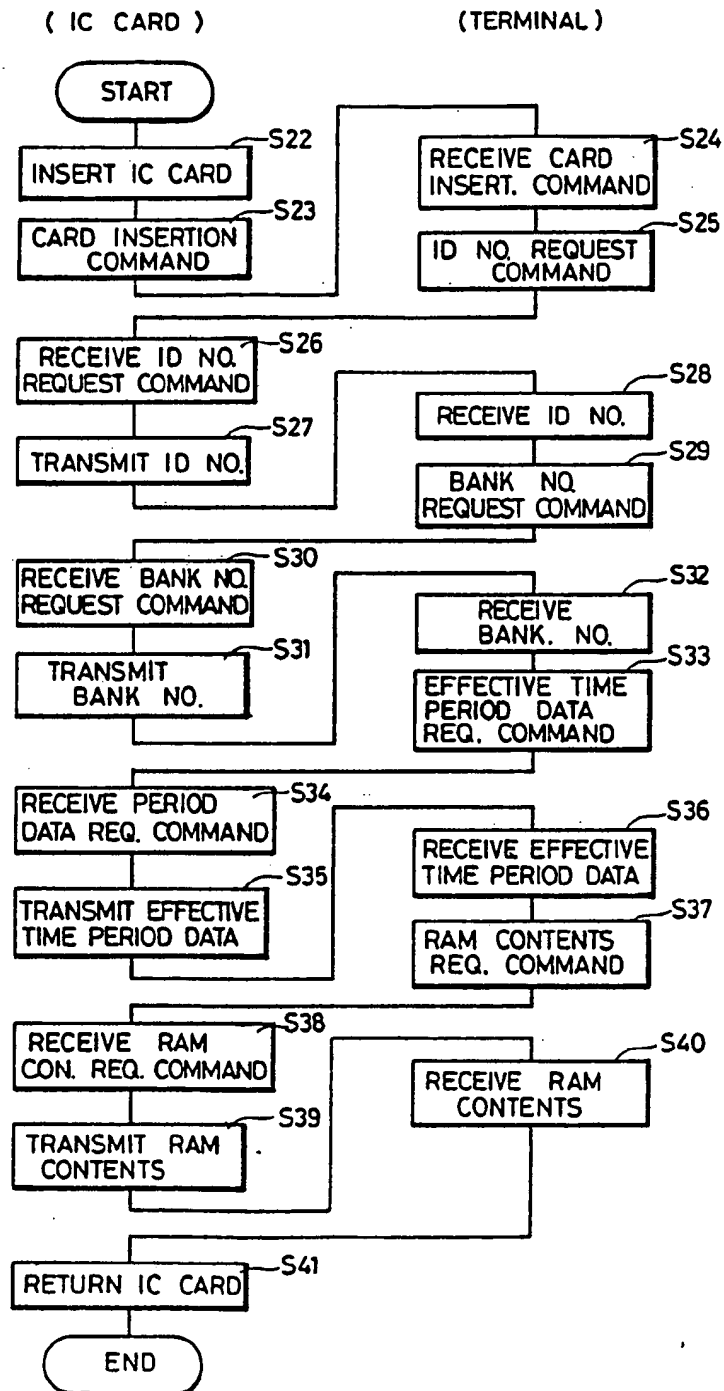 ( IC CARD )
(TERMINAL)
START
S22
INSERT IC CARD
S23
CARD INSERTION
COMMAND
S24
RECEIVE CARD
INSERT. COMMAND
S25
ID NO. REQUEST
COMMAND
S26
RECEIVE ID NO.
REQUEST COMMAND
S27
TRANSMIT ID NO.
S28
RECEIVE ID NO.
S29
BANK NO.
REQUEST COMMAND
S30
RECEIVE BANK NO.
REQUEST COMMAND
S31
TRANSMIT
BANK NO.
S32
RECEIVE
BANK. NO.
S33
EFFECTIVE TIME
PERIOD DATA
REQ. COMMAND
S34
RECEIVE PERIOD
DATA REQ. COMMAND
S35
TRANSMIT EFFECTIVE
TIME PERIOD DATA
S36
RECEIVE EFFECTIVE
TIME PERIOD DATA
S37
RAM CONTENTS
REQ. COMMAND
S38
RECEIVE RAM
CON. REQ. COMMAND
S39
TRANSMIT RAM
CONTENTS
S40
RECEIVE RAM
CONTENTS
S41
RETURN IC CARD
END